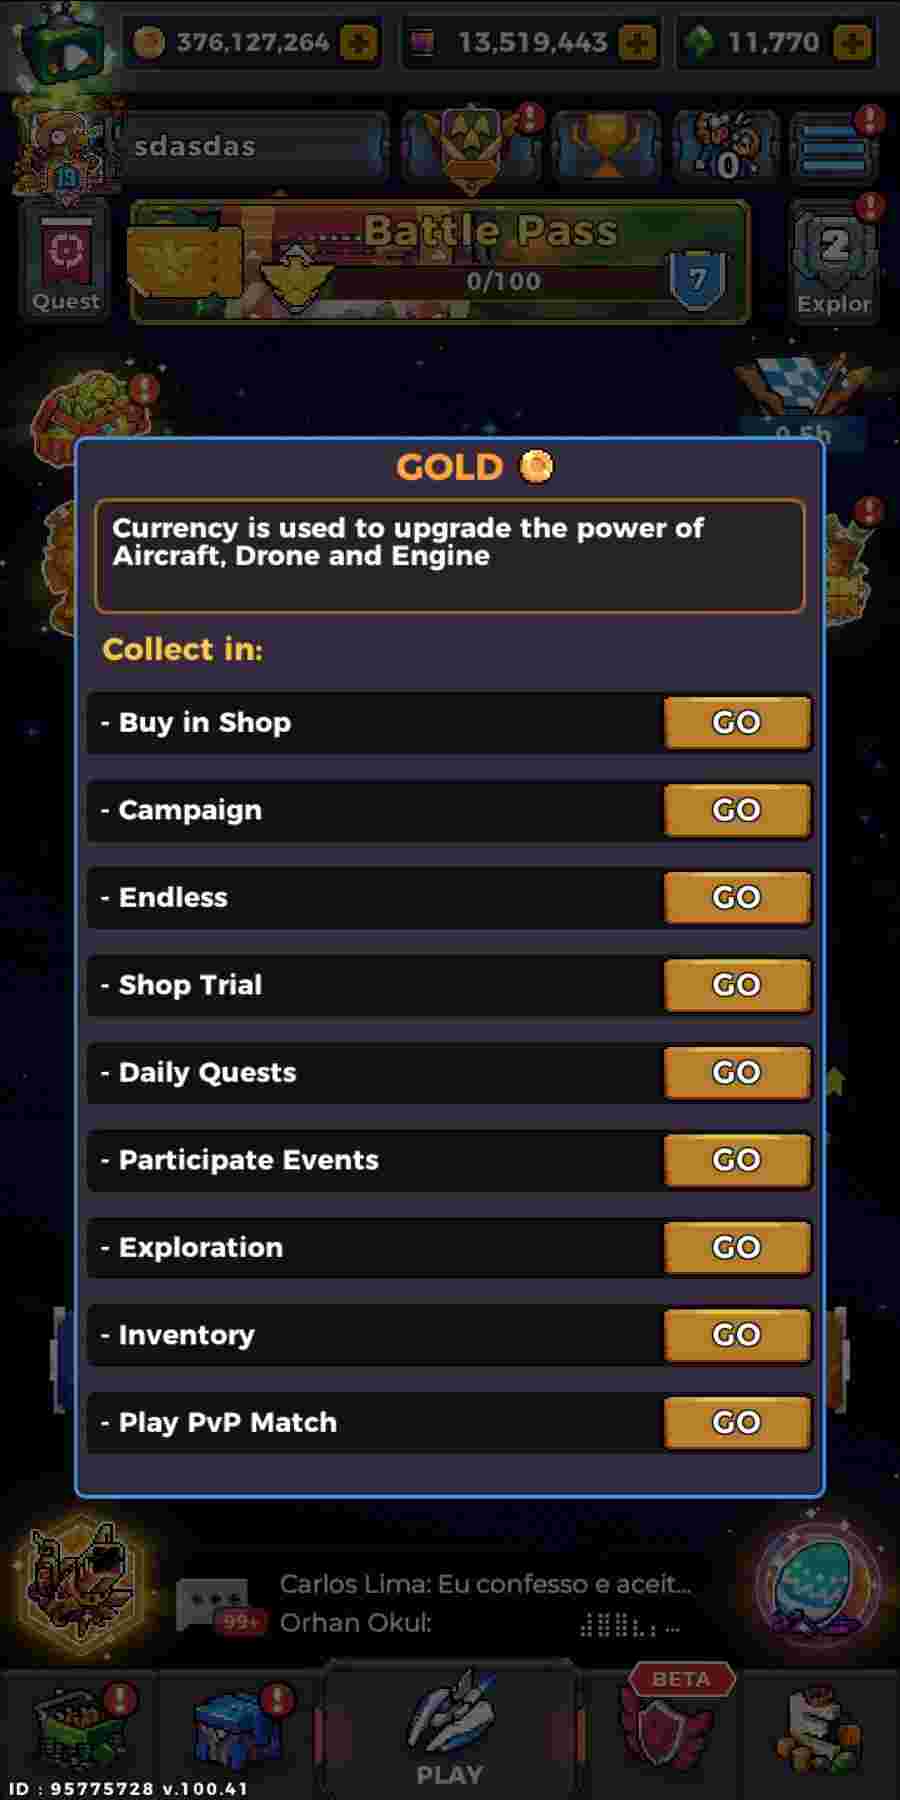 376,127,264
13,519,443
11,770
sdasdas
0
19
Battle Pass
0/100
7
Quest
2
Explor
9.5h
GOLD
Currency is used to upgrade the power of
Aircraft, Drone and Engine
Collect in:
- Buy in Shop GO
- Campaign GO
- Endless GO
- Shop Trial GO
- Daily Quests GO
- Participate Events GO
- Exploration GO
- Inventory GO
- Play PvP Match GO
Carlos Lima: Eu confesso e aceit...
99+
Orhan Okul:
BETA
PLAY
ID : 95775728 v.100.41